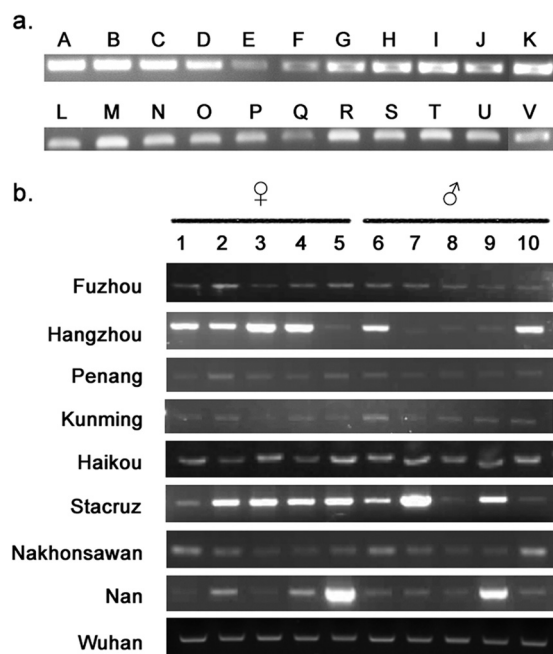 a.
A B C D E F G H I J K
L M N O P Q R S T U V
b.
♀ ♂
1 2 3 4 5 6 7 8 9 10
Fuzhou
Hangzhou
Penang
Kunming
Haikou
Stacruz
Nakhonsawan
Nan
Wuhan